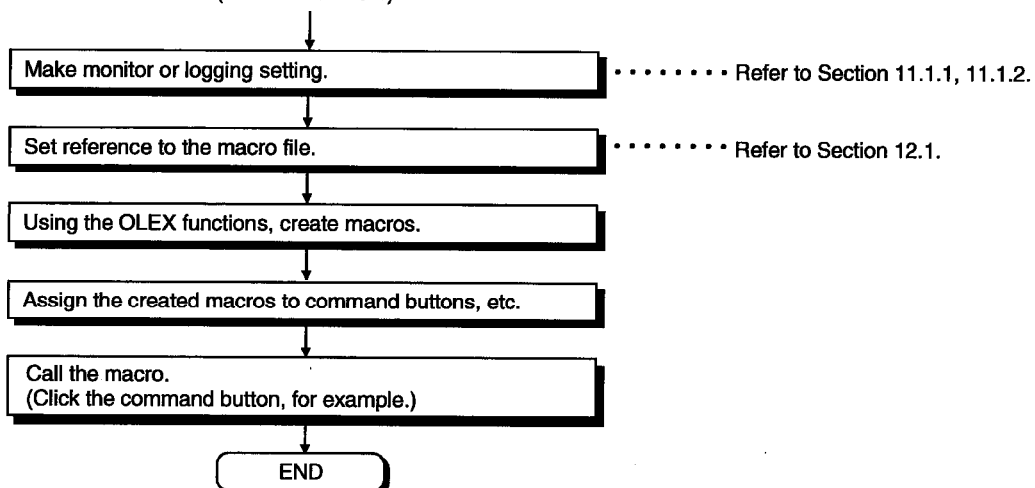 Make monitor or logging setting. ········ Refer to Section 11.1.1, 11.1.2.
Set reference to the macro file. ········ Refer to Section 12.1.
Using the OLEX functions, create macros.
Assign the created macros to command buttons, etc.
Call the macro.
(Click the command button, for example.)
END